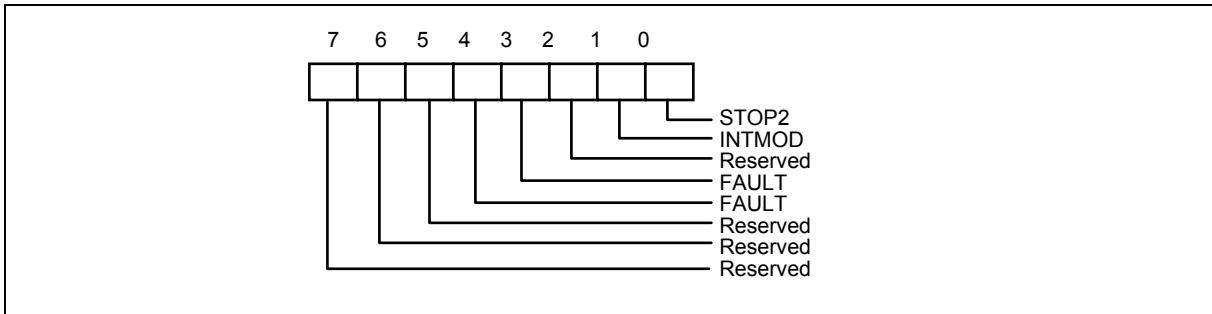 7 6 5 4 3 2 1 0
STOP2
INTMOD
Reserved
FAULT
FAULT
Reserved
Reserved
Reserved